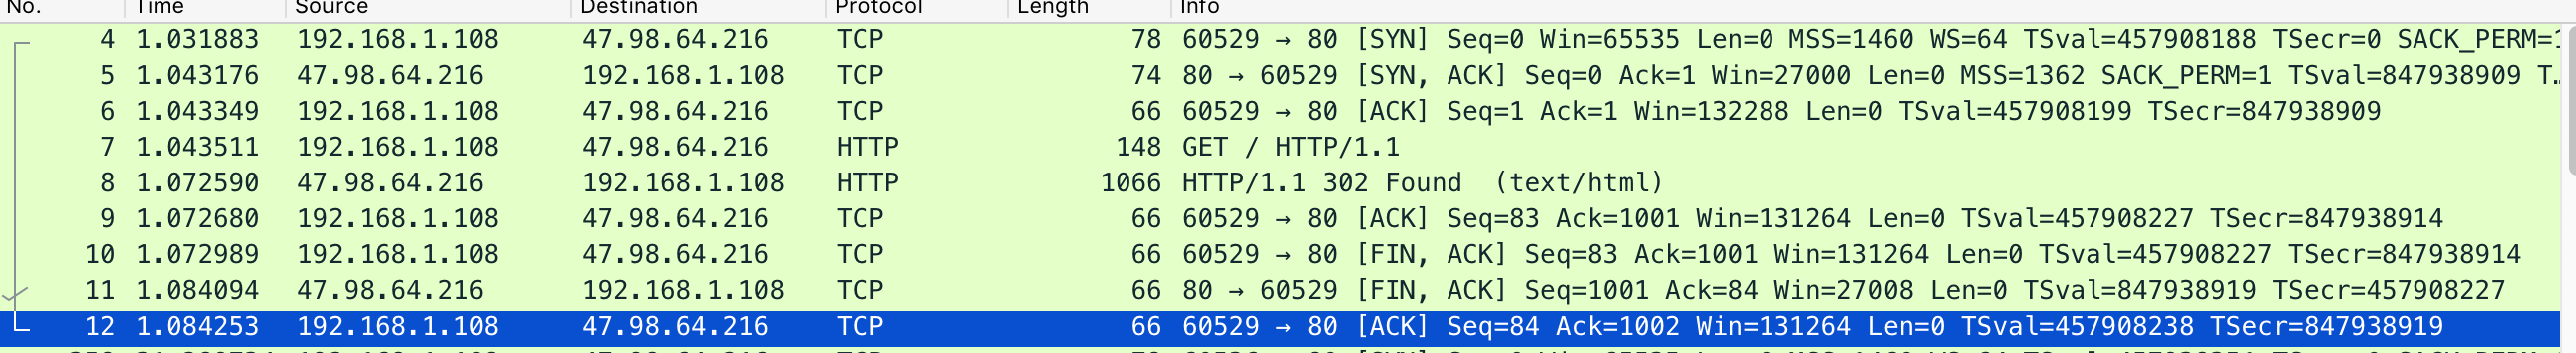 No. Time Source Destination Protocol Length Info
4 1.031883 192.168.1.108 47.98.64.216 TCP 78 60529 → 80 [SYN] Seq=0 Win=65535 Len=0 MSS=1460 WS=64 TSval=457908188 TSecr=0 SACK_PERM=1
5 1.043176 47.98.64.216 192.168.1.108 TCP 74 80 → 60529 [SYN, ACK] Seq=0 Ack=1 Win=27000 Len=0 MSS=1362 SACK_PERM=1 TSval=847938909 T…
6 1.043349 192.168.1.108 47.98.64.216 TCP 66 60529 → 80 [ACK] Seq=1 Ack=1 Win=132288 Len=0 TSval=457908199 TSecr=847938909
7 1.043511 192.168.1.108 47.98.64.216 HTTP 148 GET / HTTP/1.1
8 1.072590 47.98.64.216 192.168.1.108 HTTP 1066 HTTP/1.1 302 Found (text/html)
9 1.072680 192.168.1.108 47.98.64.216 TCP 66 60529 → 80 [ACK] Seq=83 Ack=1001 Win=131264 Len=0 TSval=457908227 TSecr=847938914
10 1.072989 192.168.1.108 47.98.64.216 TCP 66 60529 → 80 [FIN, ACK] Seq=83 Ack=1001 Win=131264 Len=0 TSval=457908227 TSecr=847938914
11 1.084094 47.98.64.216 192.168.1.108 TCP 66 80 → 60529 [FIN, ACK] Seq=1001 Ack=84 Win=27008 Len=0 TSval=847938919 TSecr=457908227
12 1.084253 192.168.1.108 47.98.64.216 TCP 66 60529 → 80 [ACK] Seq=84 Ack=1002 Win=131264 Len=0 TSval=457908238 TSecr=847938919